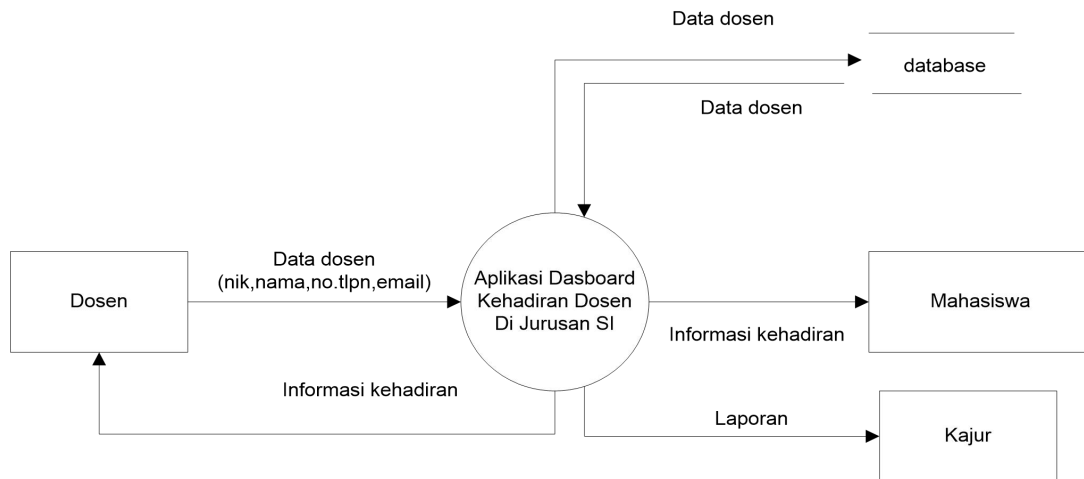 Data dosen
database
Data dosen
Data dosen
(nik,nama,no.tlpn,email)
Dosen
Aplikasi Dasboard
Kehadiran Dosen
Di Jurusan SI
Mahasiswa
Informasi kehadiran
Informasi kehadiran
Laporan
Kajur